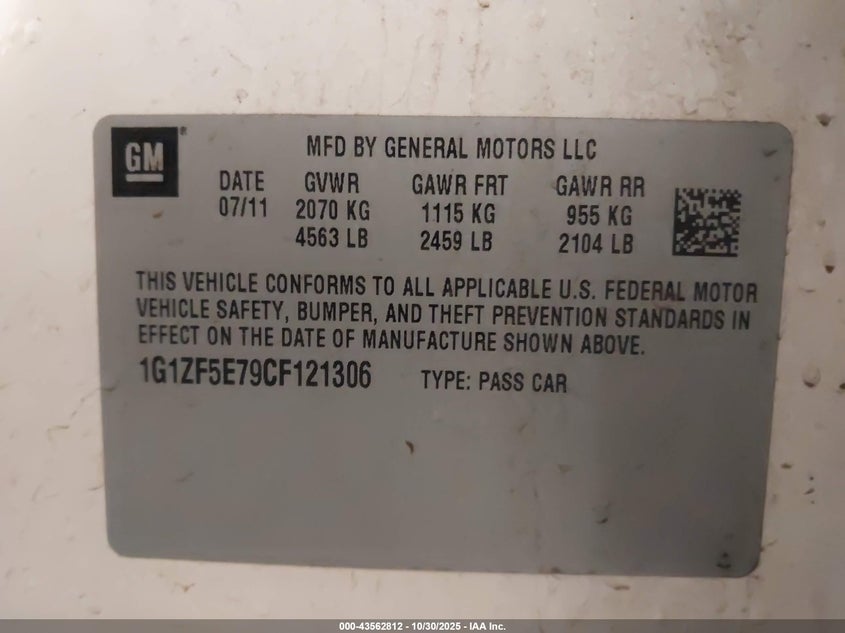 GM
®
MFD BY GENERAL MOTORS LLC
DATE GVWR GAWR FRT GAWR RR
07/11 2070 KG 1115 KG 955 KG
4563 LB 2459 LB 2104 LB
THIS VEHICLE CONFORMS TO ALL APPLICABLE U.S. FEDERAL MOTOR
VEHICLE SAFETY, BUMPER, AND THEFT PREVENTION STANDARDS IN
EFFECT ON THE DATE OF MANUFACTURE SHOWN ABOVE.
1G1ZF5E79CF121306 TYPE: PASS CAR
000-43562812 - 10/30/2025 - IAA Inc.